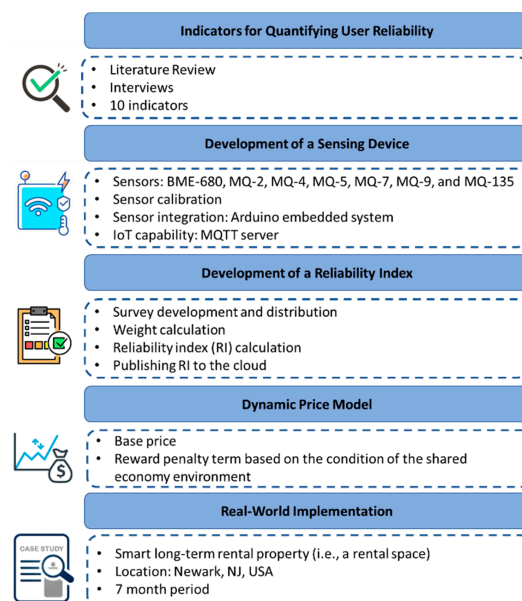 Indicators for Quantifying User Reliability
• Literature Review
• Interviews
• 10 indicators
Development of a Sensing Device
• Sensors: BME-680, MQ-2, MQ-4, MQ-5, MQ-7, MQ-9, and MQ-135
• Sensor calibration
• Sensor integration: Arduino embedded system
• IoT capability: MQTT server
Development of a Reliability Index
• Survey development and distribution
• Weight calculation
• Reliability index (RI) calculation
• Publishing RI to the cloud
Dynamic Price Model
• Base price
• Reward penalty term based on the condition of the shared
economy environment
$
Real-World Implementation
CASE STUDY
• Smart long-term rental property (i.e., a rental space)
• Location: Newark, NJ, USA
• 7 month period